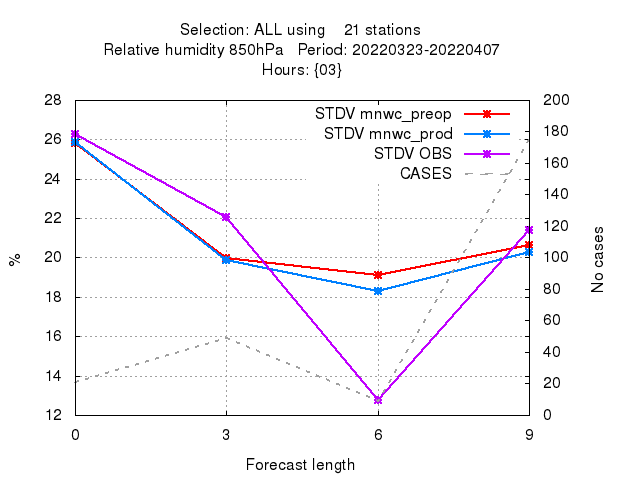 Selection: ALL using    21 stations
Relative humidity 850hPa   Period: 20220323-20220407
Hours: {03}
STDV mnwc_preop
STDV mnwc_prod
STDV OBS
CASES
28
26
24
22
20
18
16
14
12
%
200
180
160
140
120
100
80
60
40
20
0
No cases
0 3 6 9
Forecast length